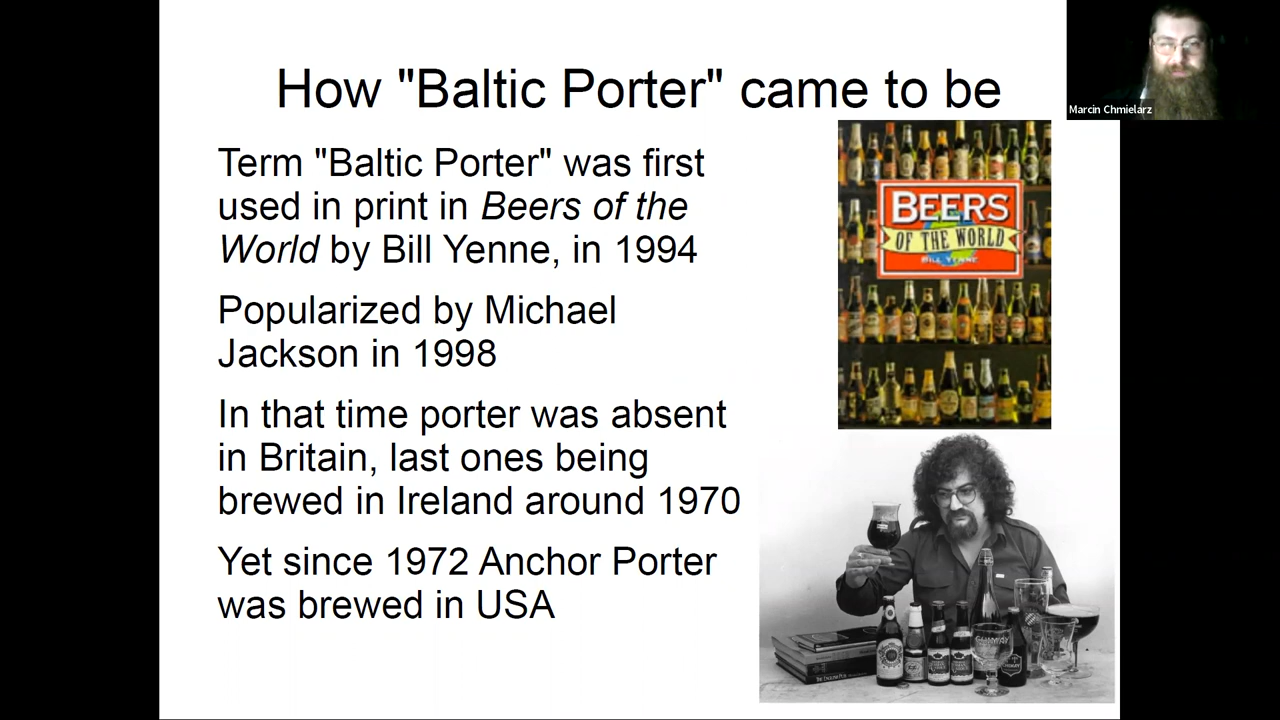 How "Baltic Porter" came to be
Marcin Chmielarz
Term "Baltic Porter" was first
used in print in Beers of the
World by Bill Yenne, in 1994
Popularized by Michael
Jackson in 1998
In that time porter was absent
in Britain, last ones being
brewed in Ireland around 1970
Yet since 1972 Anchor Porter
was brewed in USA
BEERS
OF THE WORLD
BILL YENNE